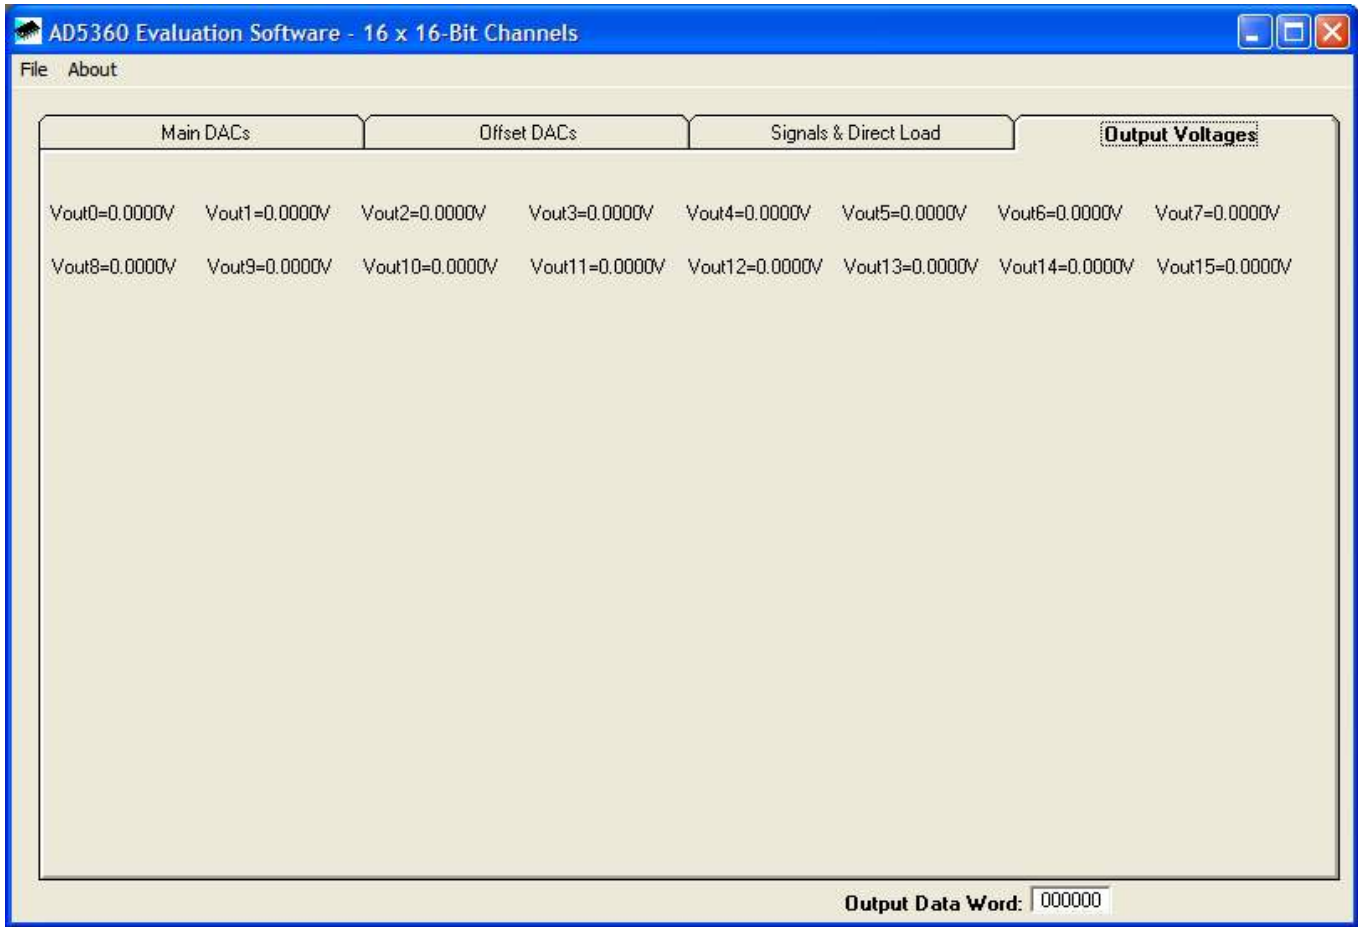 AD5360 Evaluation Software - 16 x 16-Bit Channels
File About
Main DACs Offset DACs Signals & Direct Load Output Voltages
Vout0=0.0000V Vout1=0.0000V Vout2=0.0000V Vout3=0.0000V Vout4=0.0000V Vout5=0.0000V Vout6=0.0000V Vout7=0.0000V
Vout8=0.0000V Vout9=0.0000V Vout10=0.0000V Vout11=0.0000V Vout12=0.0000V Vout13=0.0000V Vout14=0.0000V Vout15=0.0000V
Output Data Word: 000000